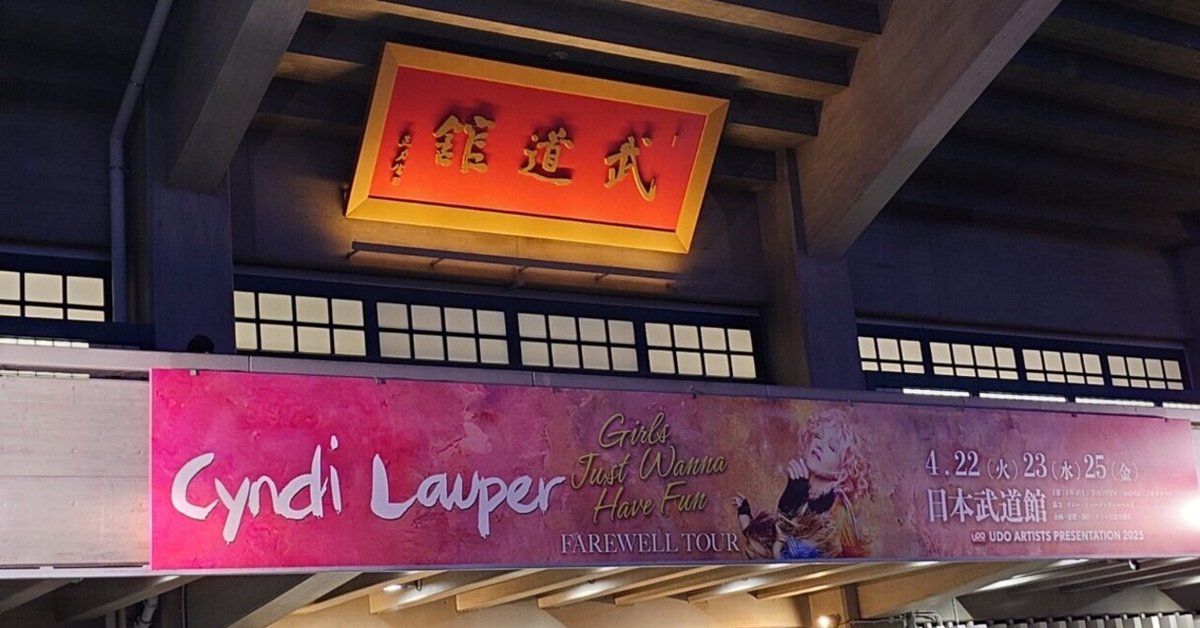 館道武
Cyndi Lauper
Girls
Just Wanna
Have Fun
FAREWELL TOUR
4.22(火)23(水)25(金)
日本武道館
UDO ARTISTS PRESENTATION 2025